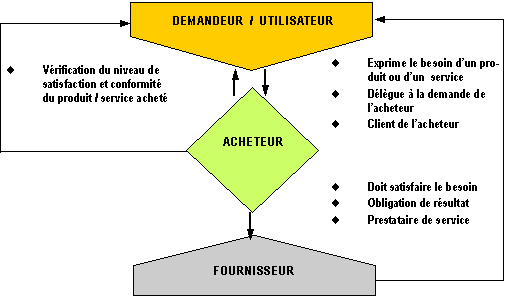 DEMANDEUR / UTILISATEUR
◆ Vérification du niveau de
satisfaction et conformité
du produit / service acheté
◆ Exprime le besoin d'un pro-
duit ou d'un service
◆ Délègue à la demande de
l'acheteur
◆ Client de l'acheteur
ACHETEUR
◆ Doit satisfaire le besoin
◆ Obligation de résultat
◆ Prestataire de service
FOURNISSEUR